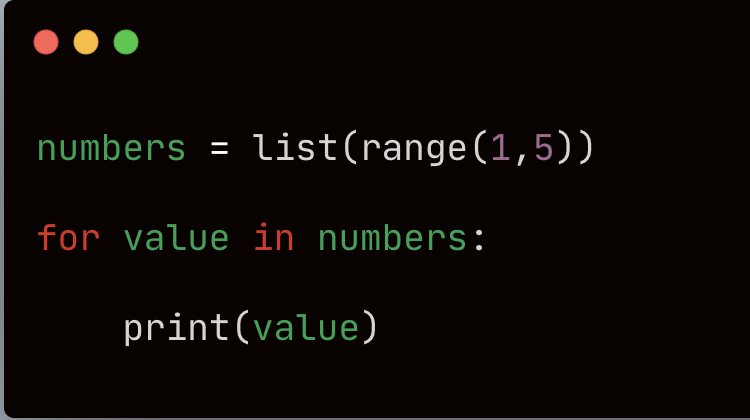 numbers = list(range(1,5))
for value in numbers:
    print(value)